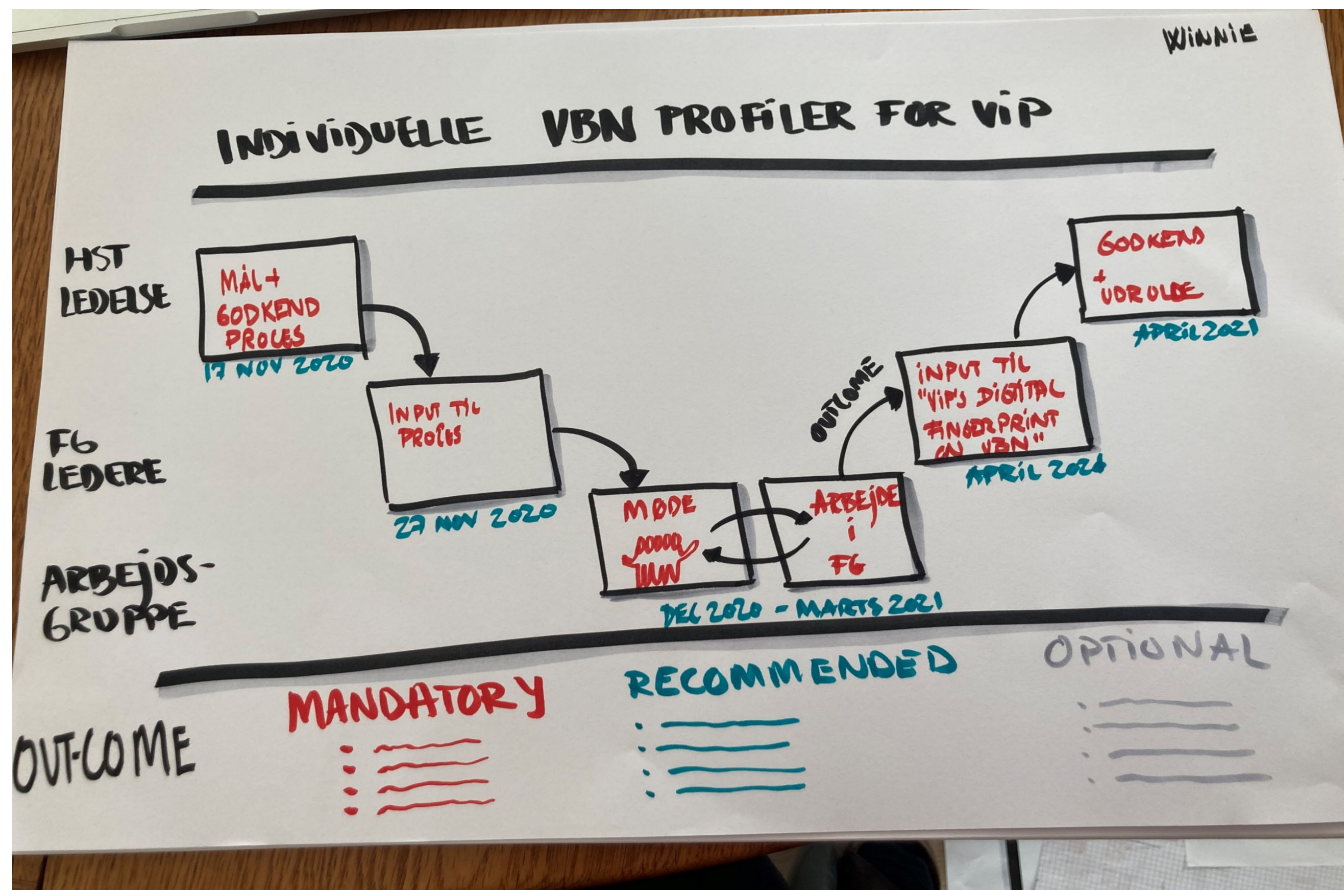 WINNIE
INDIVIDUELLE VBN PROFILER FOR VIP
HST
LEDELSE
MÅL +
GODKEND
PROCES
17 NOV 2020
GODKEND
+
UDRULDE
APRIL 2021
FG
LEDERE
INPUT TIL
PROCES
27 NOV 2020
OUTCOME
INPUT TIL
"VIP'S DIGITAL
FINGERPRINT
ON VBN"
APRIL 2021
ARBEJDS-
GRUPPE
MØDE
ARBEJDE
I
FG
DEC 2020 - MARTS 2021
OUTCOME
MANDATORY
RECOMMENDED
OPTIONAL